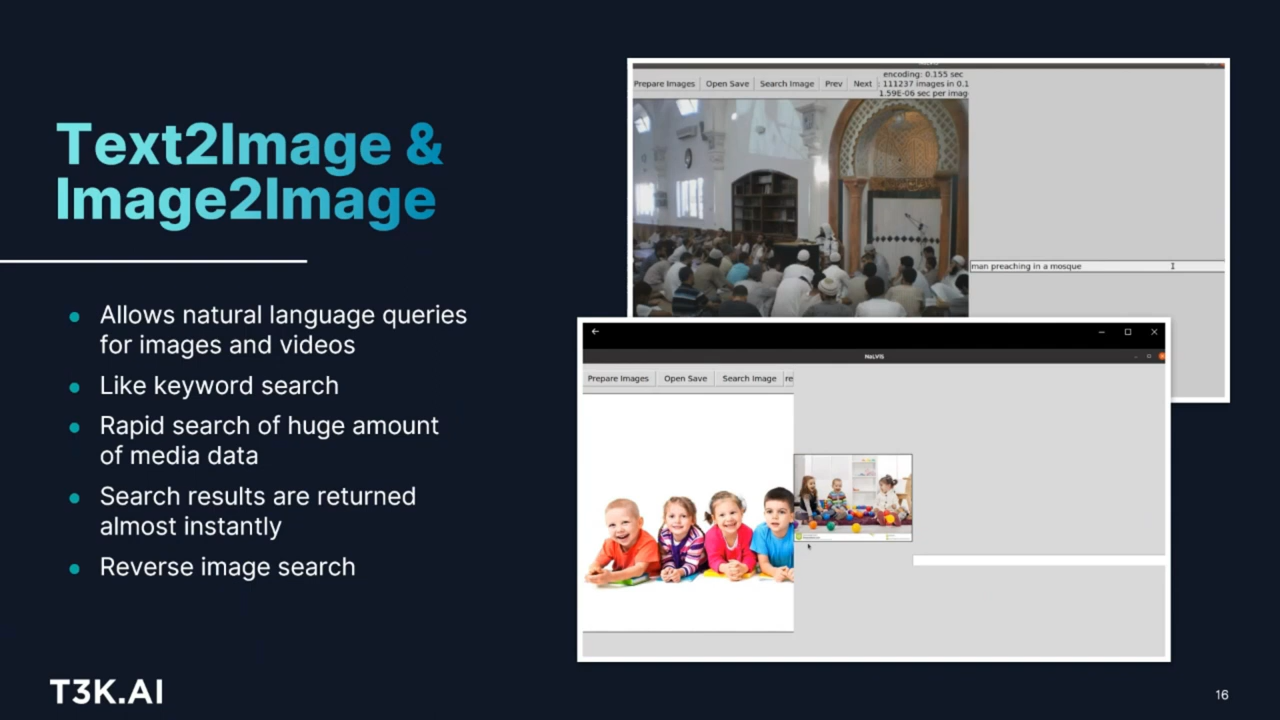 Text2Image &
Image2Image
Allows natural language queries
for images and videos
Like keyword search
Rapid search of huge amount
of media data
Search results are returned
almost instantly
Reverse image search
T3K.AI
Prepare Images Open Save Search Image Prev Next
encoding: 0.155 sec
: 111237 images in 0.1
1.59E-06 sec per imag
man preaching in a mosque
NaLViS
Prepare Images Open Save Search Image re
16